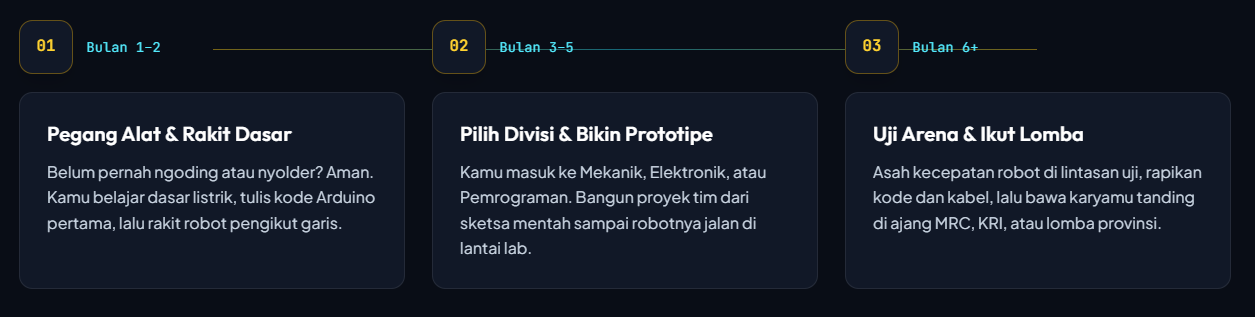 01 Bulan 1–2
02 Bulan 3–5
03 Bulan 6+
Pegang Alat & Rakit Dasar
Belum pernah ngoding atau nyolder? Aman.
Kamu belajar dasar listrik, tulis kode Arduino
pertama, lalu rakit robot pengikut garis.
Pilih Divisi & Bikin Prototipe
Kamu masuk ke Mekanik, Elektronik, atau
Pemrograman. Bangun proyek tim dari
sketsa mentah sampai robotnya jalan di
lantai lab.
Uji Arena & Ikut Lomba
Asah kecepatan robot di lintasan uji, rapikan
kode dan kabel, lalu bawa karyamu tanding
di ajang MRC, KRI, atau lomba provinsi.